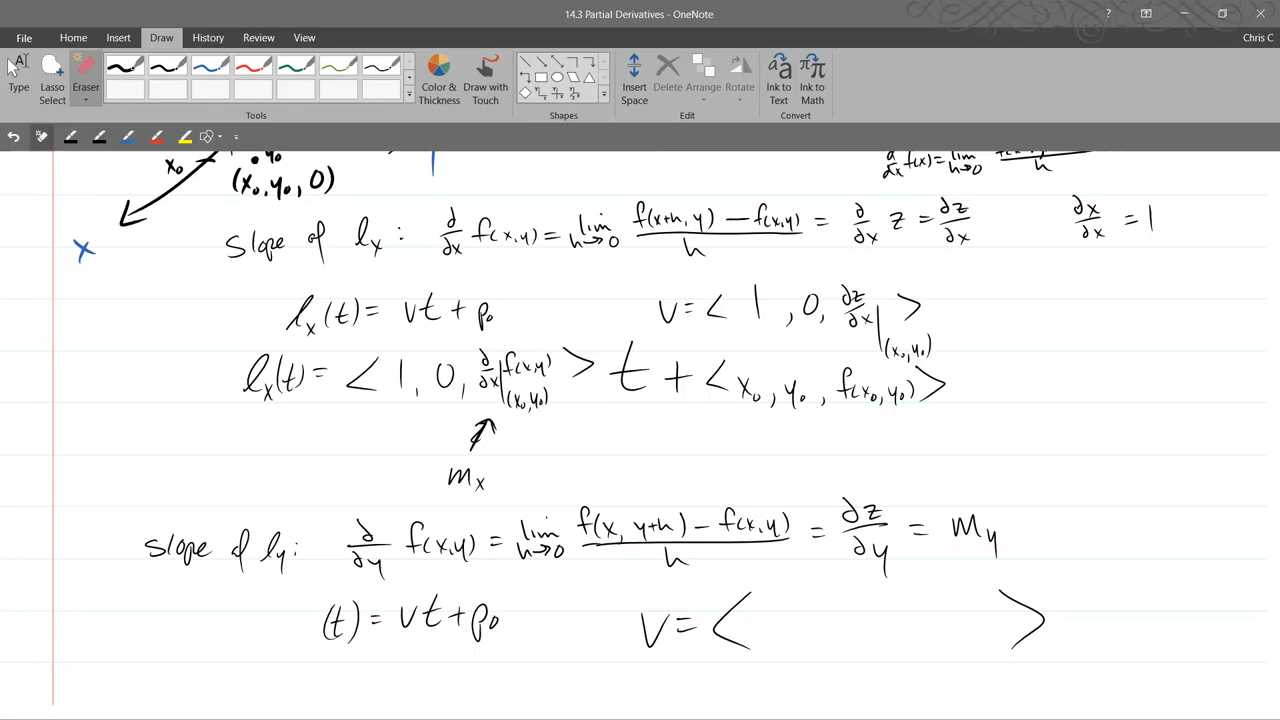 14.3 Partial Derivatives - OneNote
File Home Insert Draw History Review View Chris C
Type Lasso Select Eraser Color & Thickness Draw with Touch Insert Space Delete Arrange Rotate Ink to Text Ink to Math
Tools Shapes Edit Convert
x₀ y₀
(x₀, y₀, 0)
d/dx f(x) = lim h→0 h
x
Slope of lₓ : ∂/∂x f(x,y) = lim h→0 (f(x+h, y) − f(x,y))/h = ∂/∂x z = ∂z/∂x ∂x/∂x = 1
lₓ(t) = vt + p₀ v = < 1, 0, ∂z/∂x |(x₀,y₀) >
lₓ(t) = < 1, 0, ∂/∂x f(x,y) |(x₀,y₀) > t + < x₀, y₀, f(x₀,y₀) >
mₓ
Slope of l_y : ∂/∂y f(x,y) = lim h→0 (f(x, y+h) − f(x,y))/h = ∂z/∂y = m_y
(t) = vt + p₀ v = < >